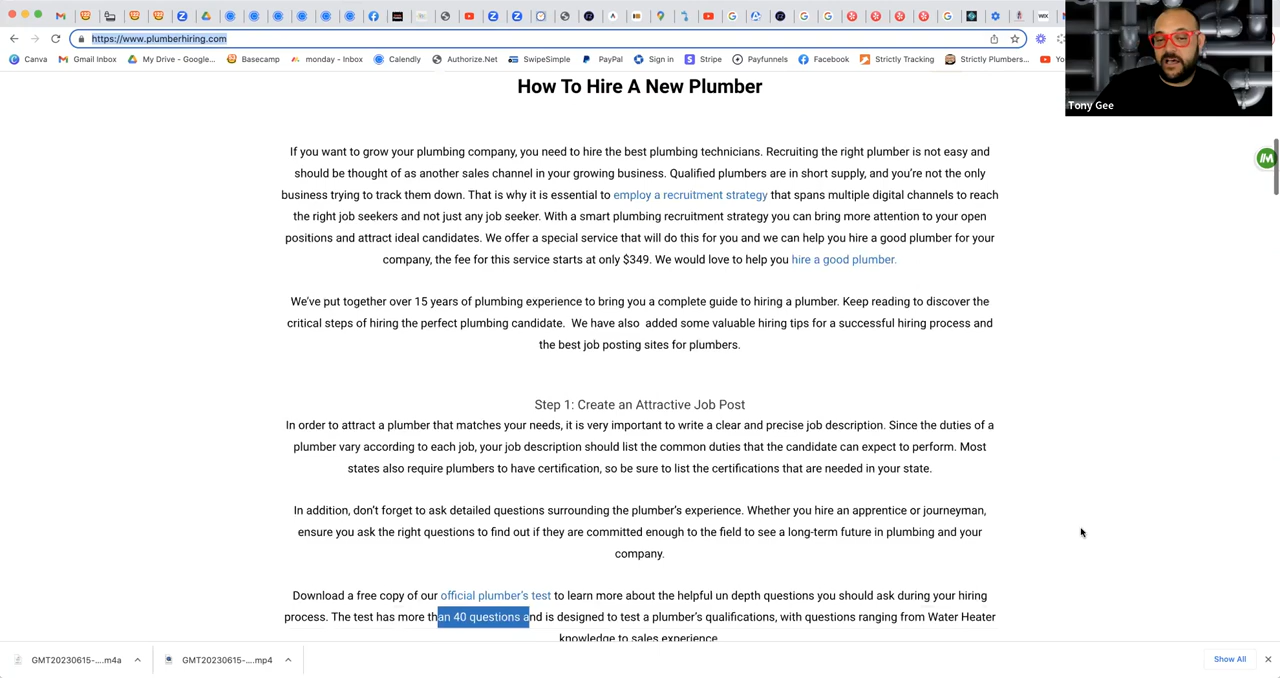 https://www.plumberhiring.com
Canva Gmail Inbox My Drive - Google... Basecamp monday - Inbox Calendly Authorize.Net SwipeSimple PayPal Sign in Stripe Payfunnels Facebook Strictly Tracking Strictly Plumbers...
Tony Gee
How To Hire A New Plumber
If you want to grow your plumbing company, you need to hire the best plumbing technicians. Recruiting the right plumber is not easy and
should be thought of as another sales channel in your growing business. Qualified plumbers are in short supply, and you're not the only
business trying to track them down. That is why it is essential to employ a recruitment strategy that spans multiple digital channels to reach
the right job seekers and not just any job seeker. With a smart plumbing recruitment strategy you can bring more attention to your open
positions and attract ideal candidates. We offer a special service that will do this for you and we can help you hire a good plumber for your
company, the fee for this service starts at only $349. We would love to help you hire a good plumber.
We've put together over 15 years of plumbing experience to bring you a complete guide to hiring a plumber. Keep reading to discover the
critical steps of hiring the perfect plumbing candidate. We have also added some valuable hiring tips for a successful hiring process and
the best job posting sites for plumbers.
Step 1: Create an Attractive Job Post
In order to attract a plumber that matches your needs, it is very important to write a clear and precise job description. Since the duties of a
plumber vary according to each job, your job description should list the common duties that the candidate can expect to perform. Most
states also require plumbers to have certification, so be sure to list the certifications that are needed in your state.
In addition, don't forget to ask detailed questions surrounding the plumber's experience. Whether you hire an apprentice or journeyman,
ensure you ask the right questions to find out if they are committed enough to the field to see a long-term future in plumbing and your
company.
Download a free copy of our official plumber's test to learn more about the helpful un depth questions you should ask during your hiring
process. The test has more than 40 questions and is designed to test a plumber's qualifications, with questions ranging from Water Heater
knowledge to sales experience.
GMT20230615-....m4a GMT20230615-....mp4 Show All